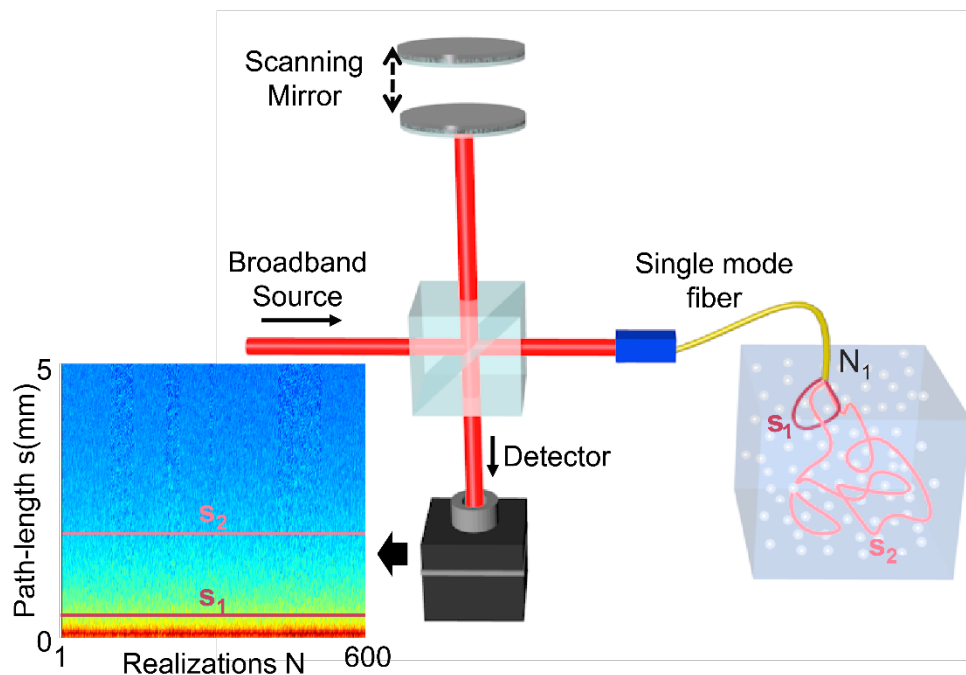 Scanning
Mirror
Broadband
Source
Single mode
fiber
N₁
s₁
s₂
Detector
5
Path-length s(mm)
s₂
s₁
0
1
Realizations N
600